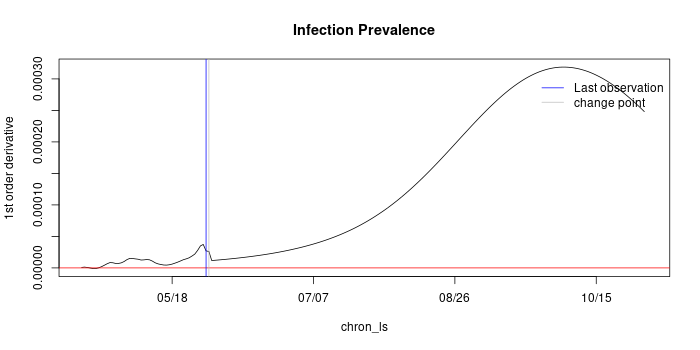 Infection Prevalence
1st order derivative
0.00030
0.00020
0.00010
0.00000
Last observation
change point
05/18 07/07 08/26 10/15
chron_ls